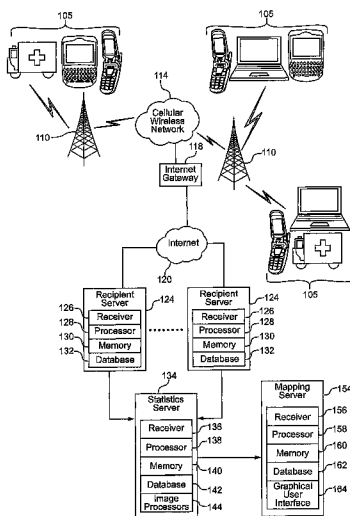 105
105
114
Cellular
Wireless
Network
110
118
110
Internet
Gateway
Internet
120
105
Recipient
Server
124
126
Receiver
128
Processor
130
Memory
132
Database
Recipient
Server
124
Receiver
126
Processor
128
Memory
130
Database
132
134
Statistics
Server
Receiver
136
Processor
138
Memory
140
Database
142
Image
Processors
144
Mapping
Server
154
Receiver
156
Processor
158
Memory
160
Database
162
Graphical
User
Interface
164